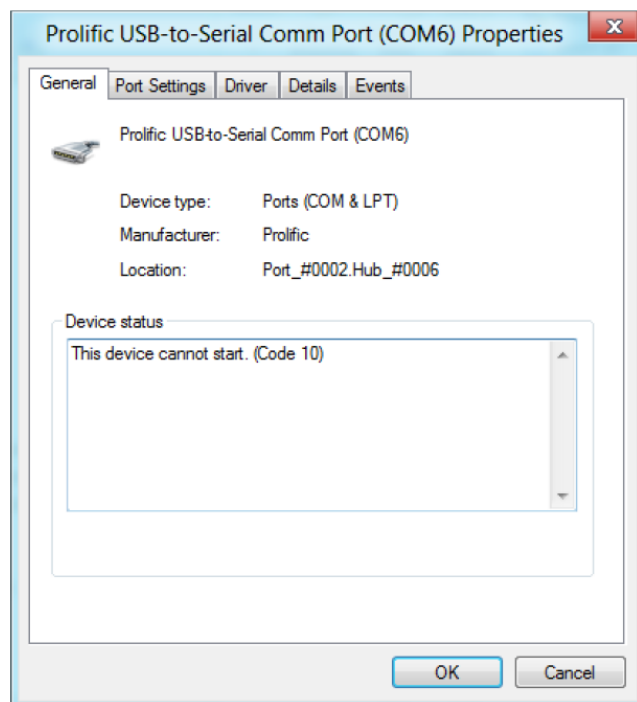 Prolific USB-to-Serial Comm Port (COM6) Properties
x
General Port Settings Driver Details Events
Prolific USB-to-Serial Comm Port (COM6)
Device type: Ports (COM & LPT)
Manufacturer: Prolific
Location: Port_#0002.Hub_#0006
Device status
This device cannot start. (Code 10)
OK Cancel